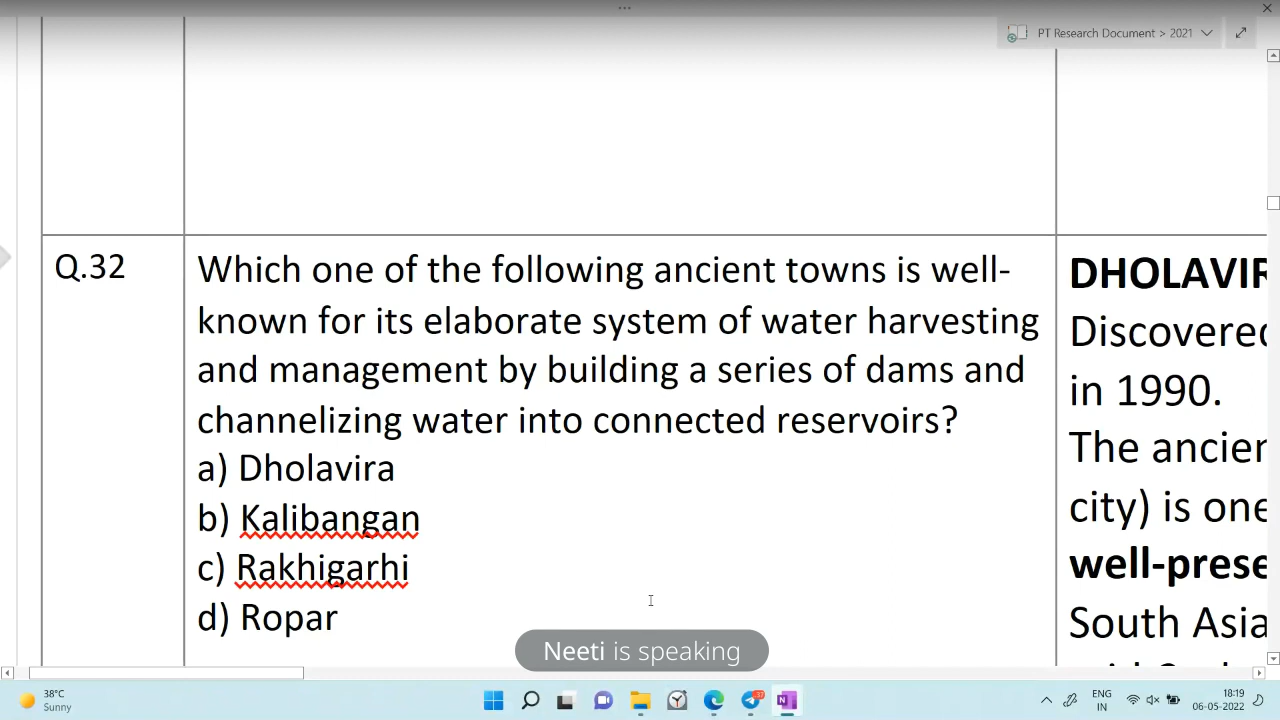 PT Research Document > 2021
Q.32
Which one of the following ancient towns is well-
known for its elaborate system of water harvesting
and management by building a series of dams and
channelizing water into connected reservoirs?
a) Dholavira
b) Kalibangan
c) Rakhigarhi
d) Ropar
DHOLAVIR
Discovered
in 1990.
The ancien
city) is one
well-prese
South Asia
Neeti is speaking
38°C
Sunny
37
ENG
IN
18:19
06-05-2022